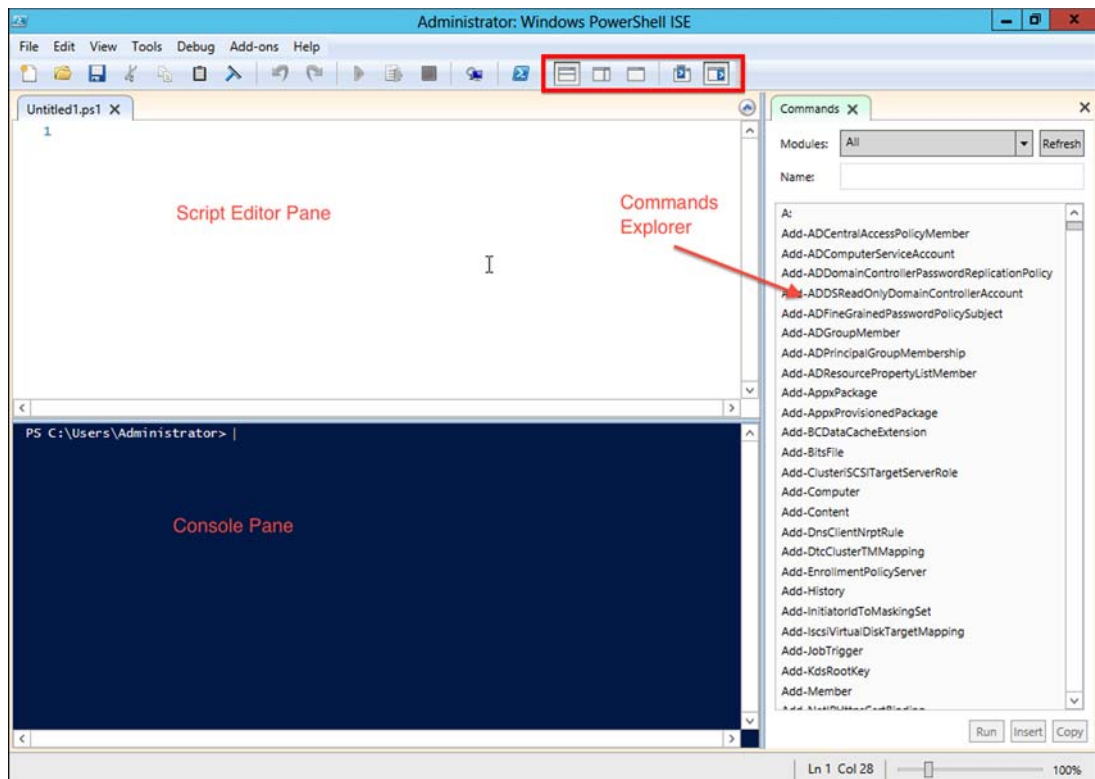 Administrator: Windows PowerShell ISE
File Edit View Tools Debug Add-ons Help
Untitled1.ps1
1
Script Editor Pane
PS C:\Users\Administrator>
Console Pane
Commands
Explorer
Commands
Modules: All Refresh
Name:
A:
Add-ADCentralAccessPolicyMember
Add-ADComputerServiceAccount
Add-ADDomainControllerPasswordReplicationPolicy
Add-ADDSReadOnlyDomainControllerAccount
Add-ADFineGrainedPasswordPolicySubject
Add-ADGroupMember
Add-ADPrincipalGroupMembership
Add-ADResourcePropertyListMember
Add-AppxPackage
Add-AppxProvisionedPackage
Add-BCDataCacheExtension
Add-BitsFile
Add-ClusteriSCSITargetServerRole
Add-Computer
Add-Content
Add-DnsClientNrptRule
Add-DtcClusterTMMapping
Add-EnrollmentPolicyServer
Add-History
Add-InitiatorIdToMaskingSet
Add-IscsiVirtualDiskTargetMapping
Add-JobTrigger
Add-KdsRootKey
Add-Member
Run Insert Copy
Ln 1 Col 28 100%